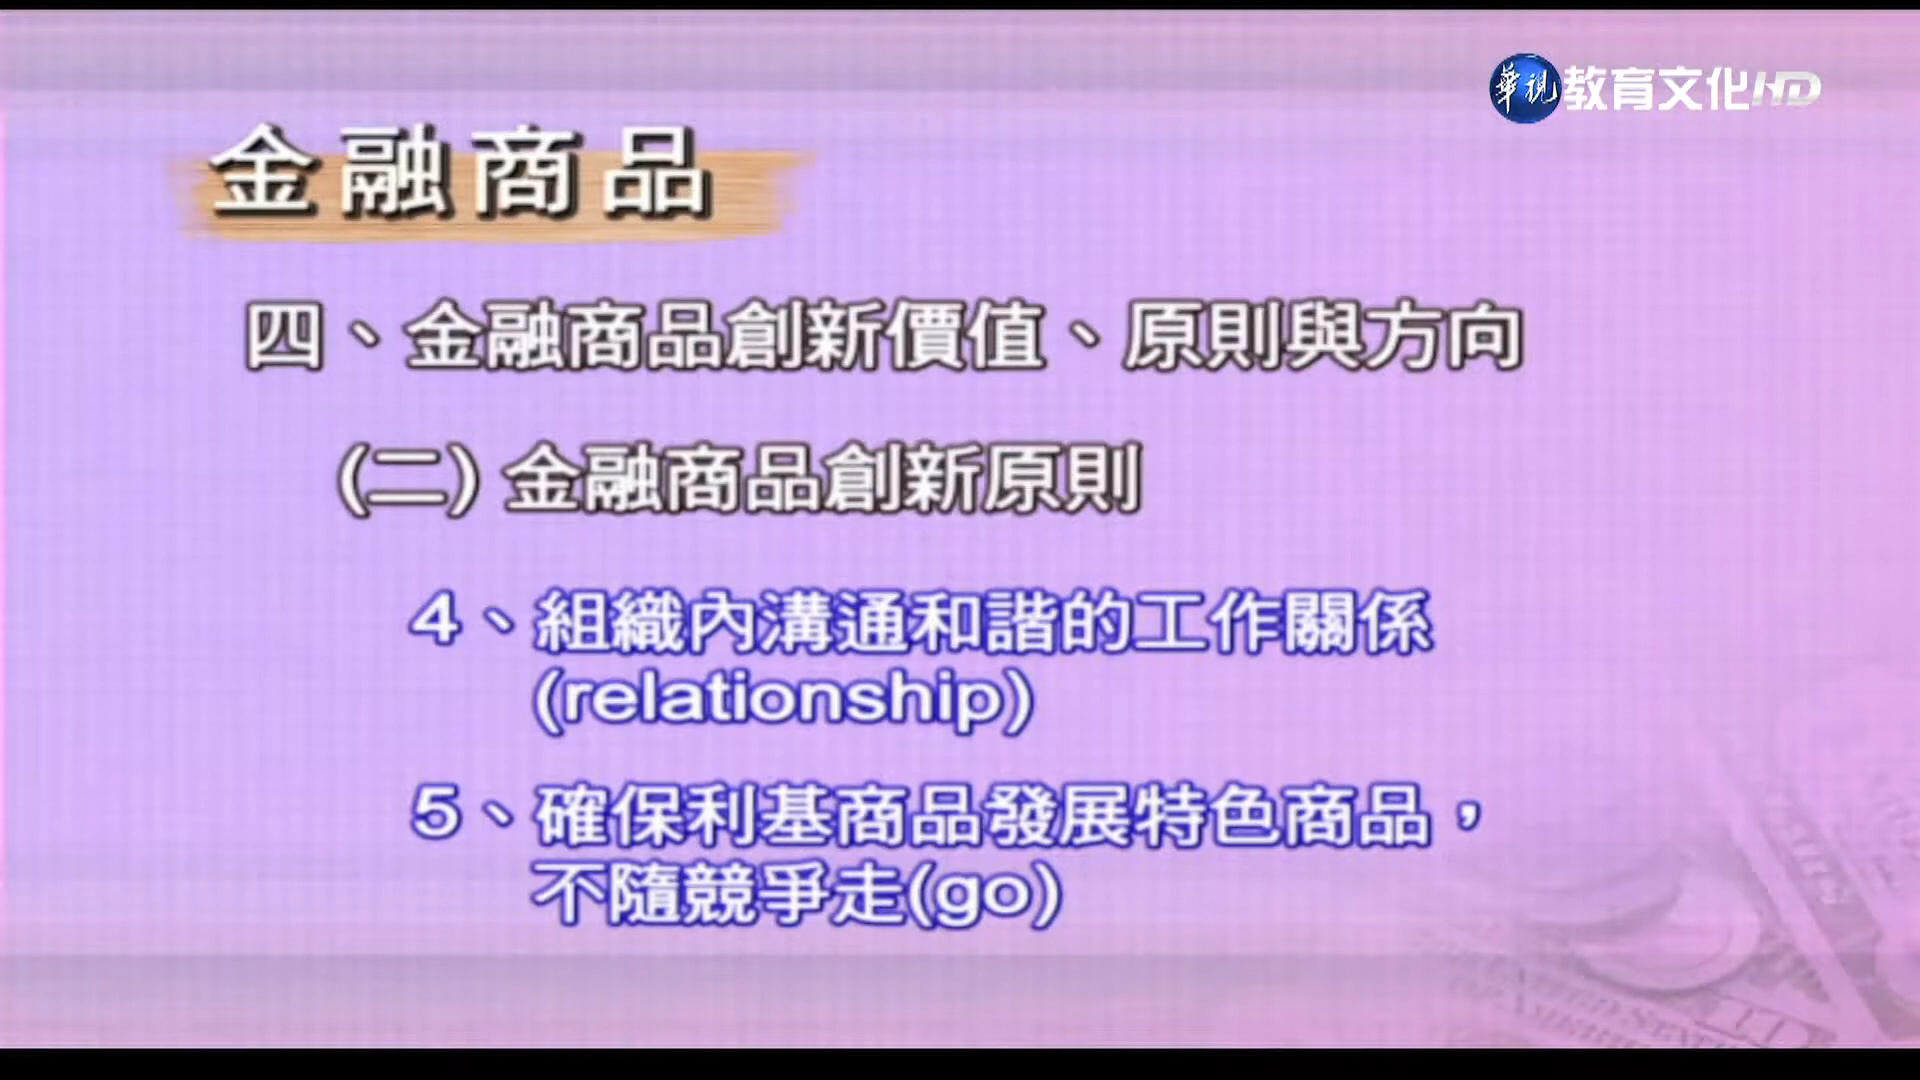 華視 教育文化HD
金融商品
四、金融商品創新價值、原則與方向
(二) 金融商品創新原則
4、組織內溝通和諧的工作關係
(relationship)
5、確保利基商品發展特色商品，
不隨競爭走(go)